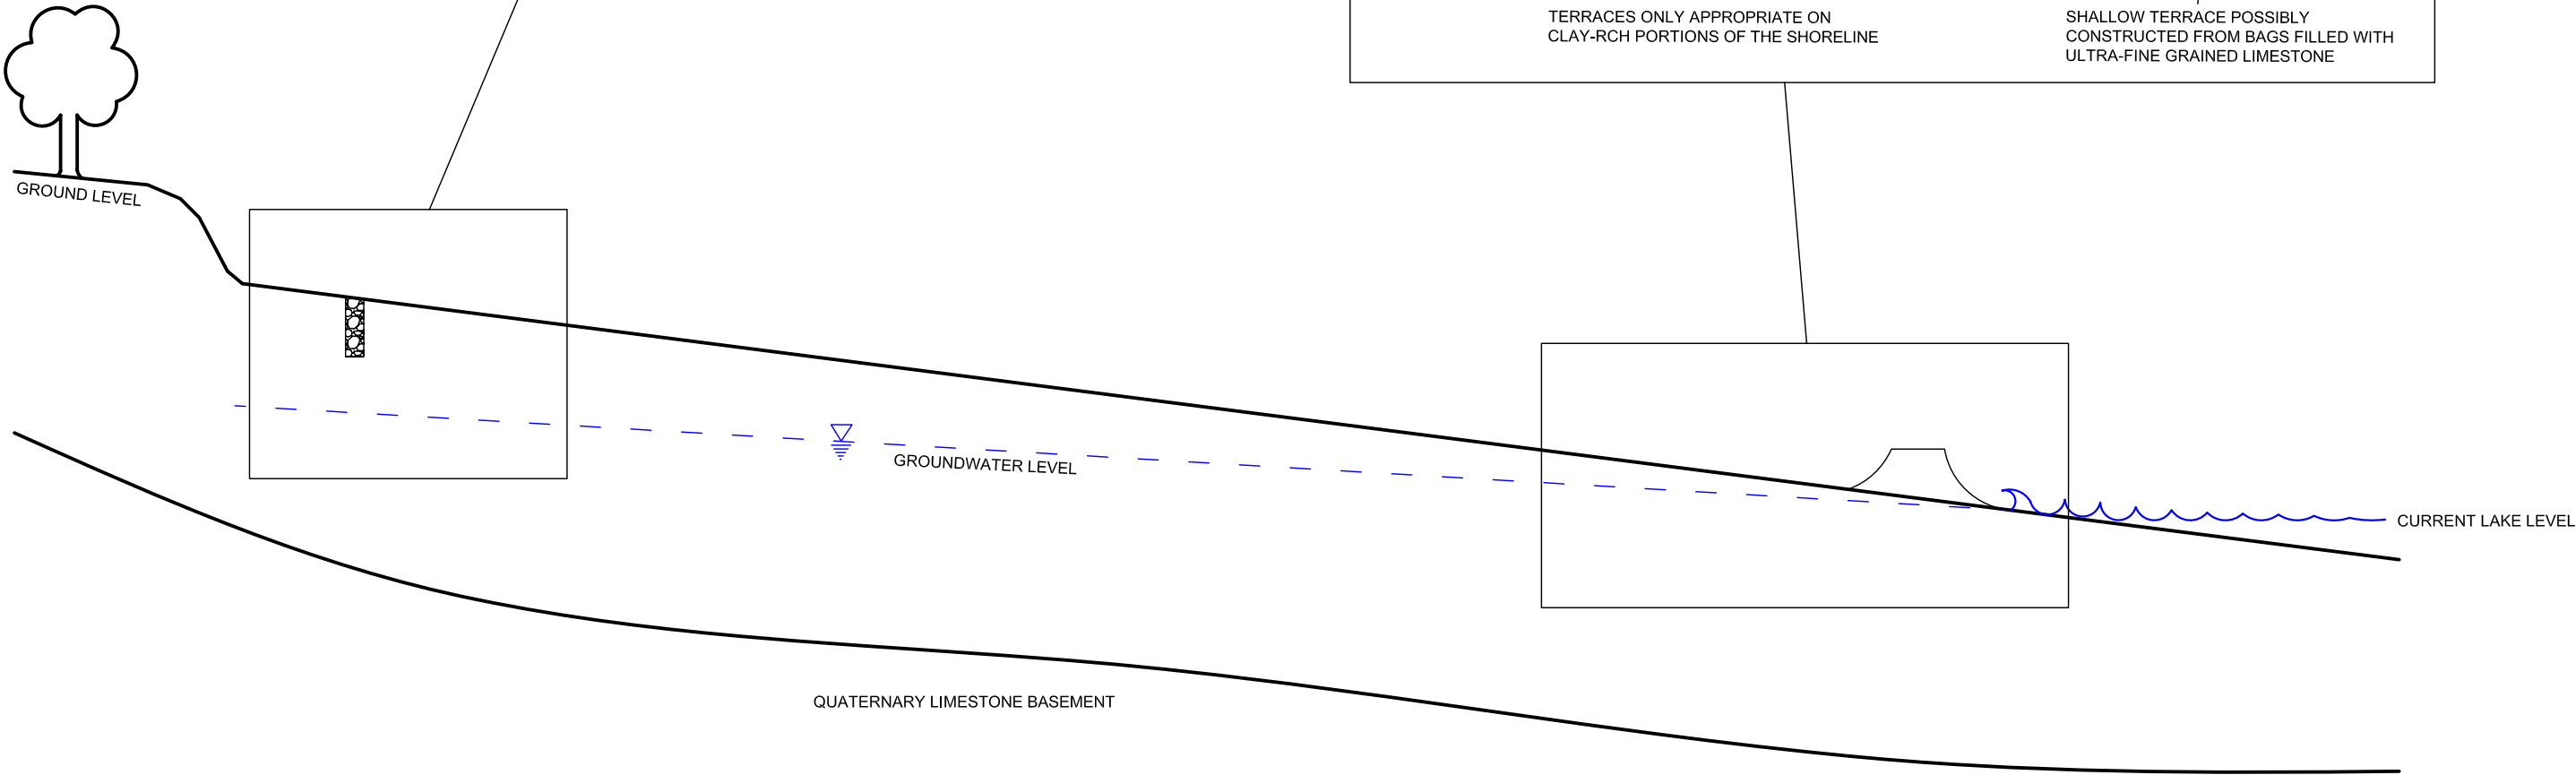 TERRACES ONLY APPROPRIATE ON
CLAY-RCH PORTIONS OF THE SHORELINE
SHALLOW TERRACE POSSIBLY
CONSTRUCTED FROM BAGS FILLED WITH
ULTRA-FINE GRAINED LIMESTONE
GROUND LEVEL
GROUNDWATER LEVEL
CURRENT LAKE LEVEL
QUATERNARY LIMESTONE BASEMENT